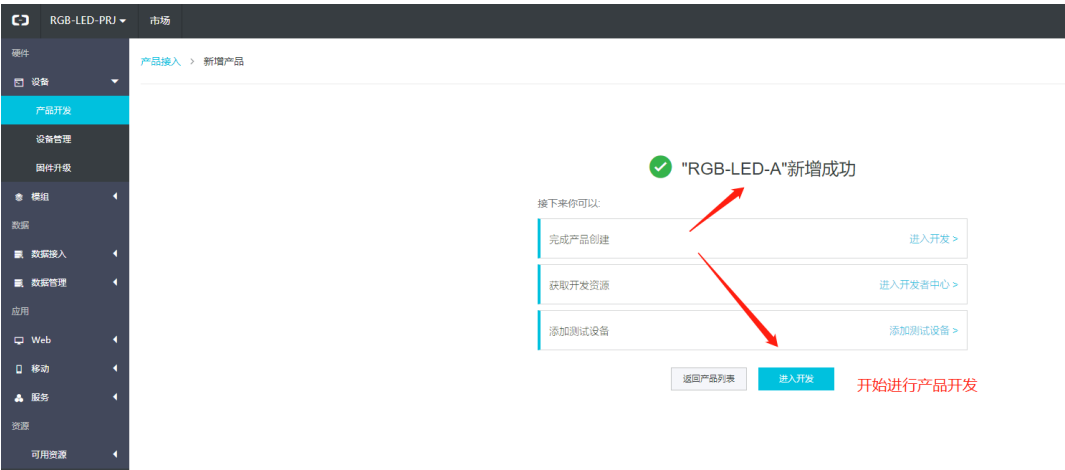 RGB-LED-PRJ 市场
硬件
设备
产品开发
设备管理
固件升级
模组
数据
数据接入
数据管理
应用
Web
移动
服务
资源
可用资源
产品接入 > 新增产品
"RGB-LED-A"新增成功
接下来你可以:
完成产品创建 进入开发 >
获取开发资源 进入开发者中心 >
添加测试设备 添加测试设备 >
返回产品列表 进入开发 开始进行产品开发